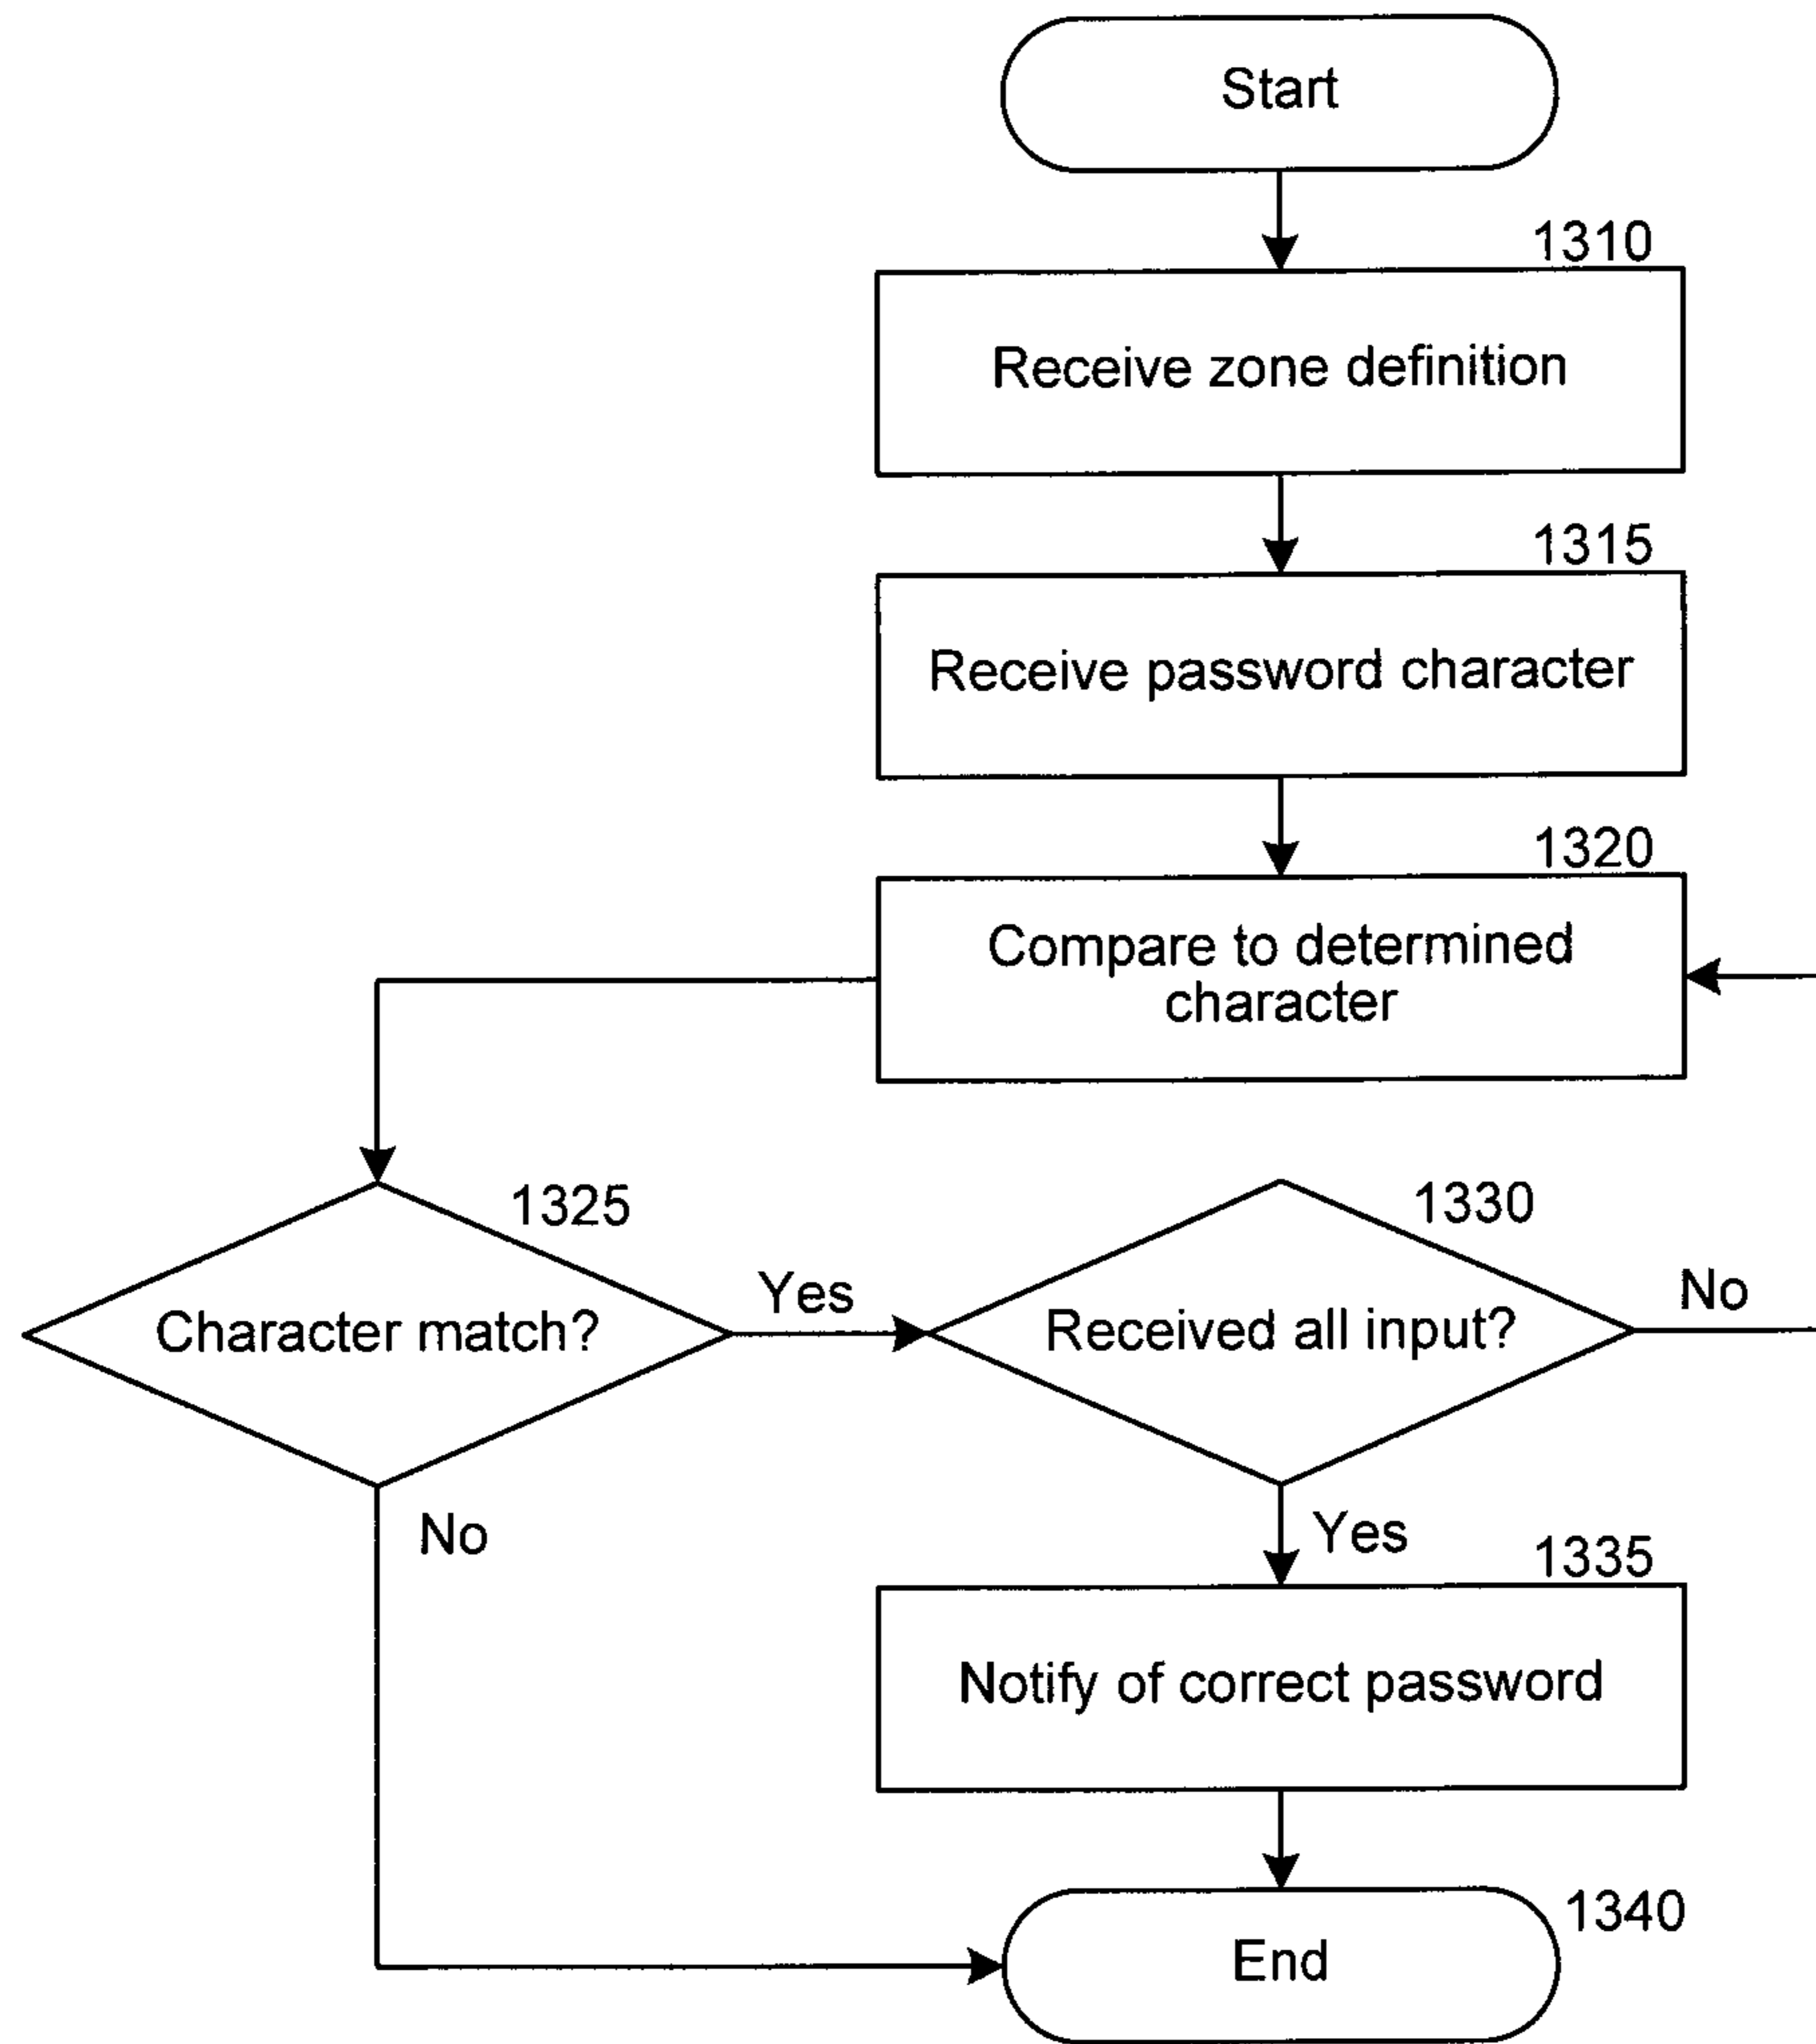 Start
1310
Receive zone definition
1315
Receive password character
1320
Compare to determined
character
1325
Character match?
Yes
1330
Received all input?
No
No
Yes
1335
Notify of correct password
1340
End